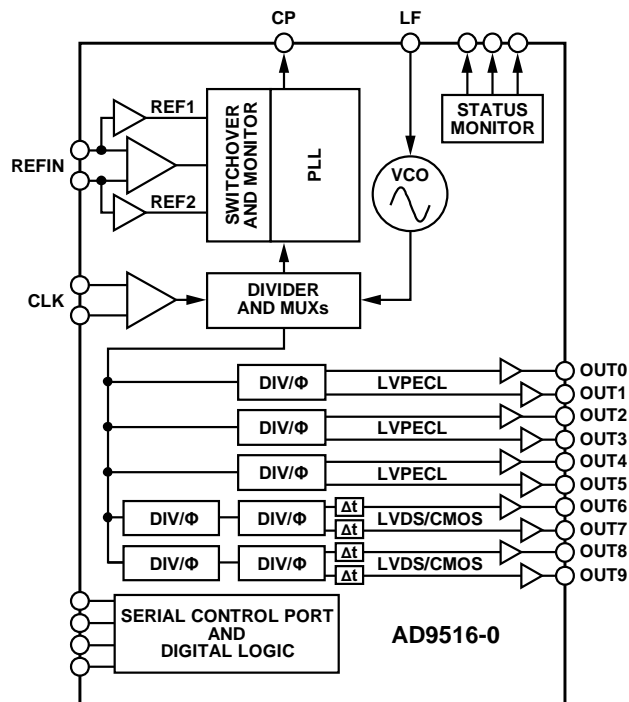 CP
LF
REF1
REF2
REFIN
SWITCHOVER
AND MONITOR
PLL
STATUS
MONITOR
VCO
CLK
DIVIDER
AND MUXs
DIV/Φ
LVPECL
OUT0
OUT1
DIV/Φ
LVPECL
OUT2
OUT3
DIV/Φ
LVPECL
OUT4
OUT5
DIV/Φ
DIV/Φ
Δt
Δt
LVDS/CMOS
OUT6
OUT7
DIV/Φ
DIV/Φ
Δt
Δt
LVDS/CMOS
OUT8
OUT9
SERIAL CONTROL PORT
AND
DIGITAL LOGIC
AD9516-0